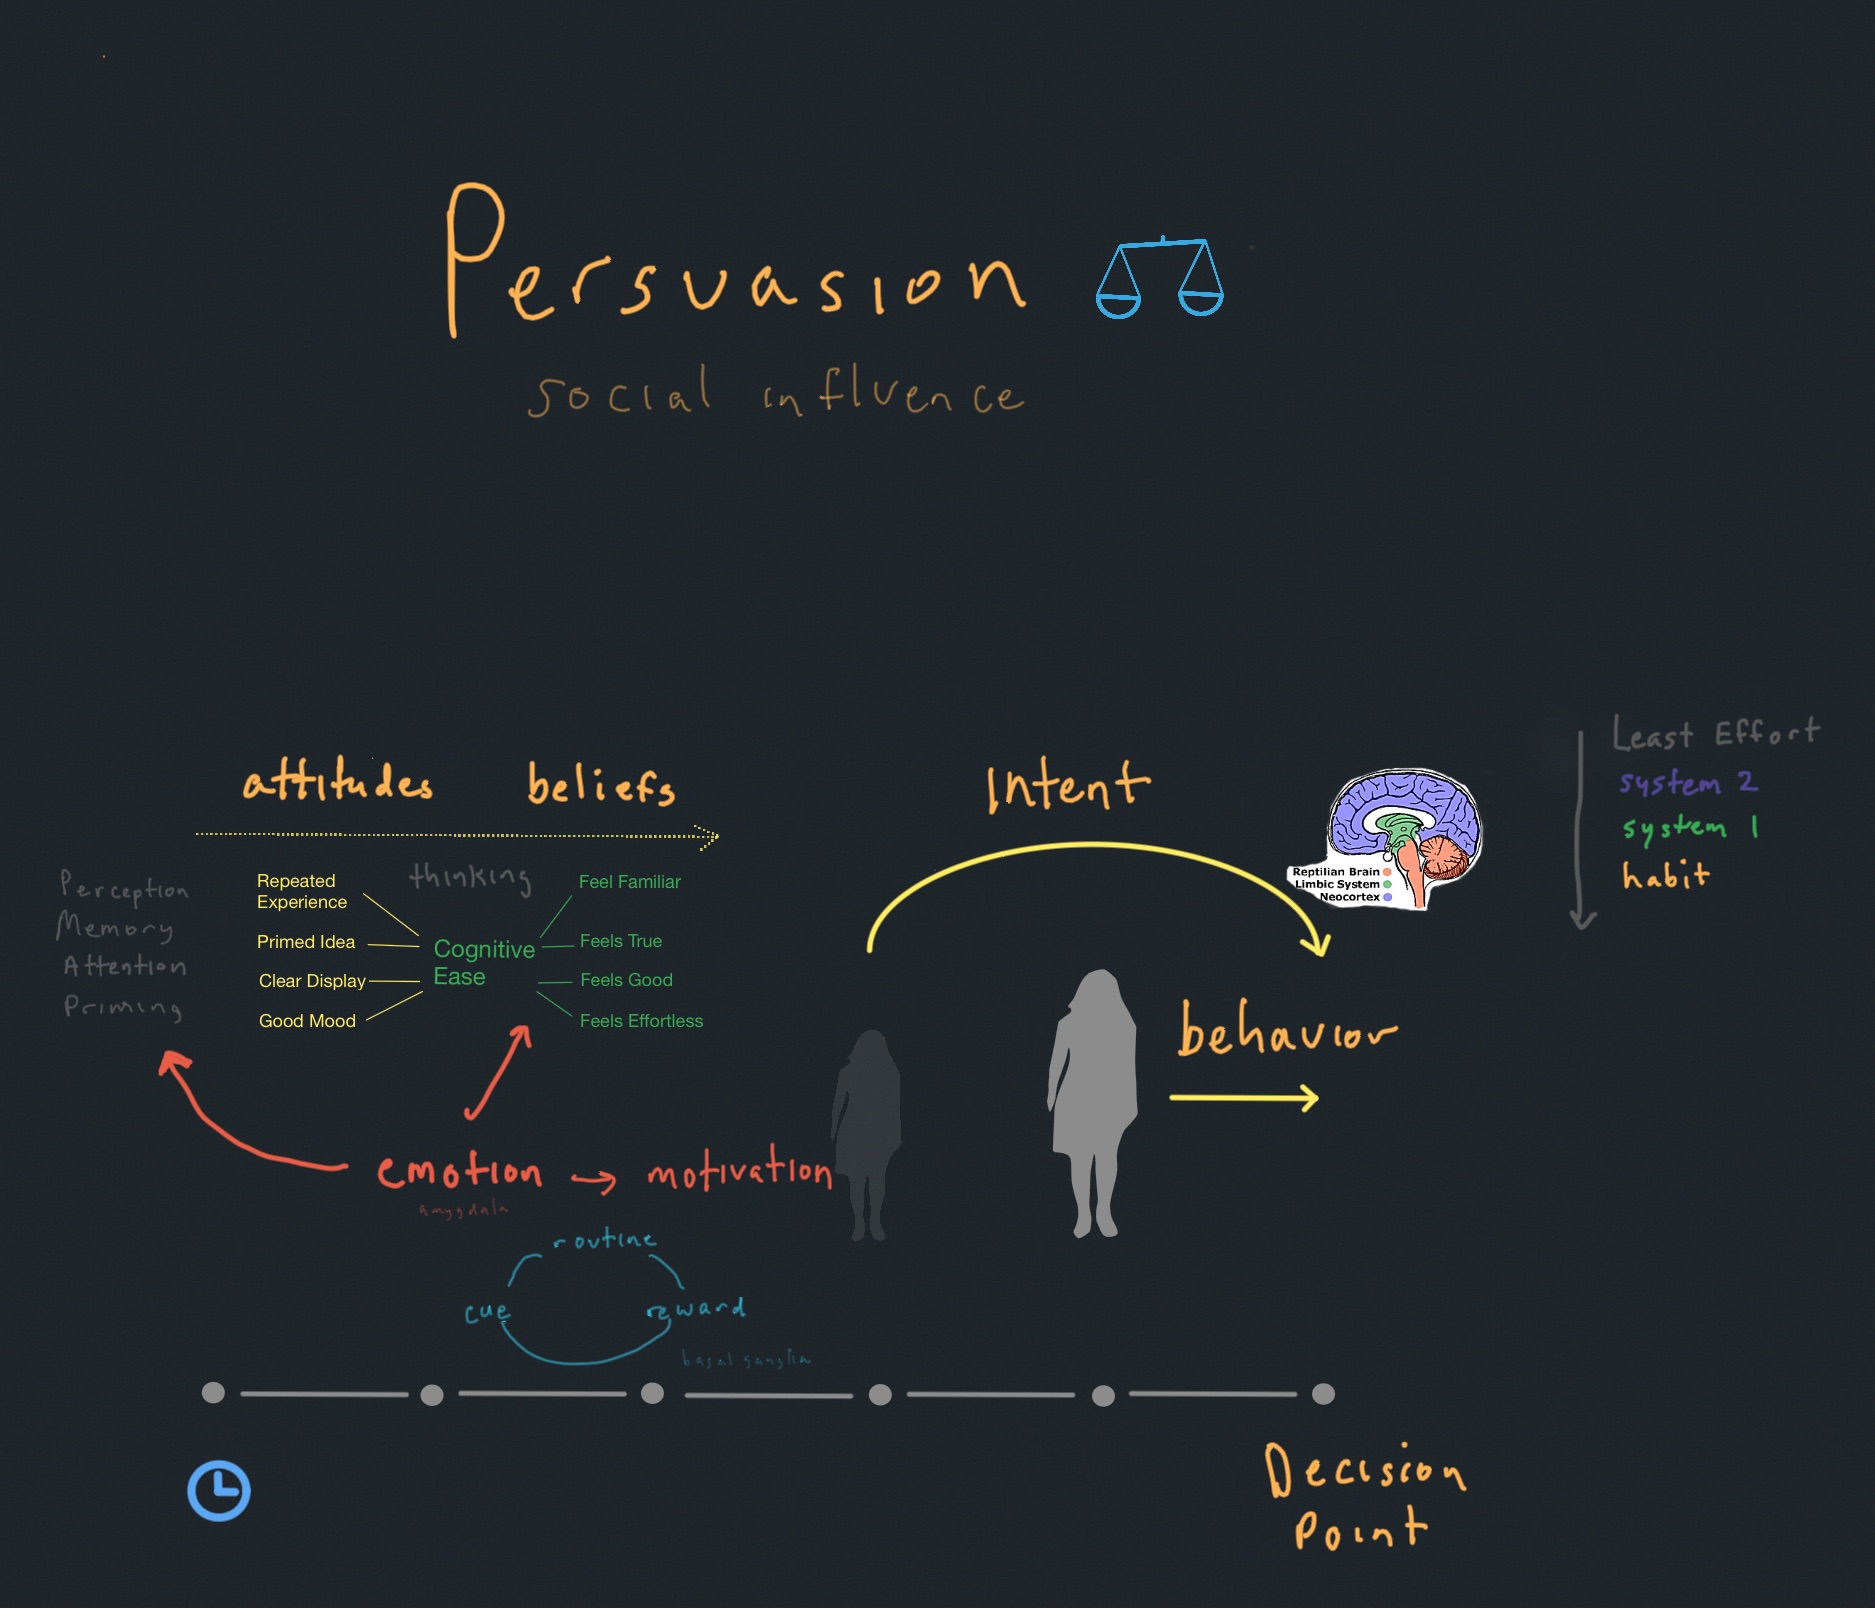 Persuasion
social influence
attitudes
beliefs
Intent
Least Effort
system 2
system 1
habit
Reptilian Brain
Limbic System
Neocortex
Perception
Memory
Attention
Priming
thinking
Repeated
Experience
Primed Idea
Clear Display
Good Mood
Cognitive
Ease
Feel Familiar
Feels True
Feels Good
Feels Effortless
behavior
emotion
motivation
amygdala
routine
cue
reward
basal ganglia
Decision
Point